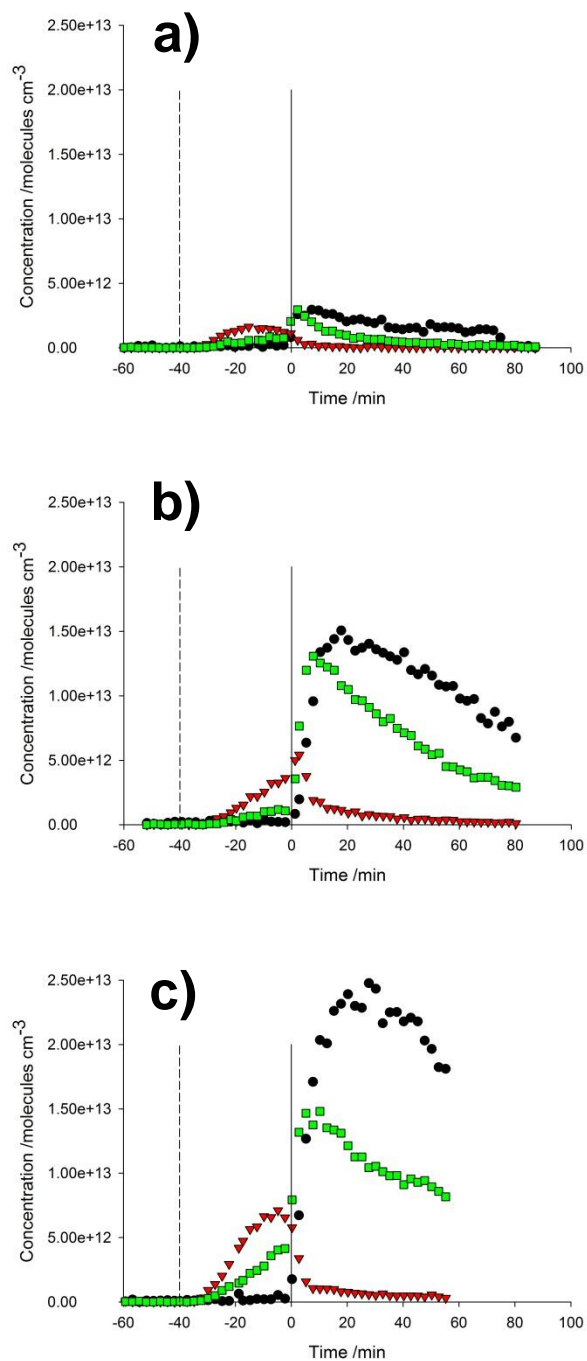 a)
2.50e+13
2.00e+13
1.50e+13
1.00e+13
5.00e+12
0.00
Concentration /molecules cm-3
-60 -40 -20 0 20 40 60 80 100
Time /min
b)
2.50e+13
2.00e+13
1.50e+13
1.00e+13
5.00e+12
0.00
Concentration /molecules cm-3
-60 -40 -20 0 20 40 60 80 100
Time /min
c)
2.50e+13
2.00e+13
1.50e+13
1.00e+13
5.00e+12
0.00
Concentration /molecules cm-3
-60 -40 -20 0 20 40 60 80 100
Time /min